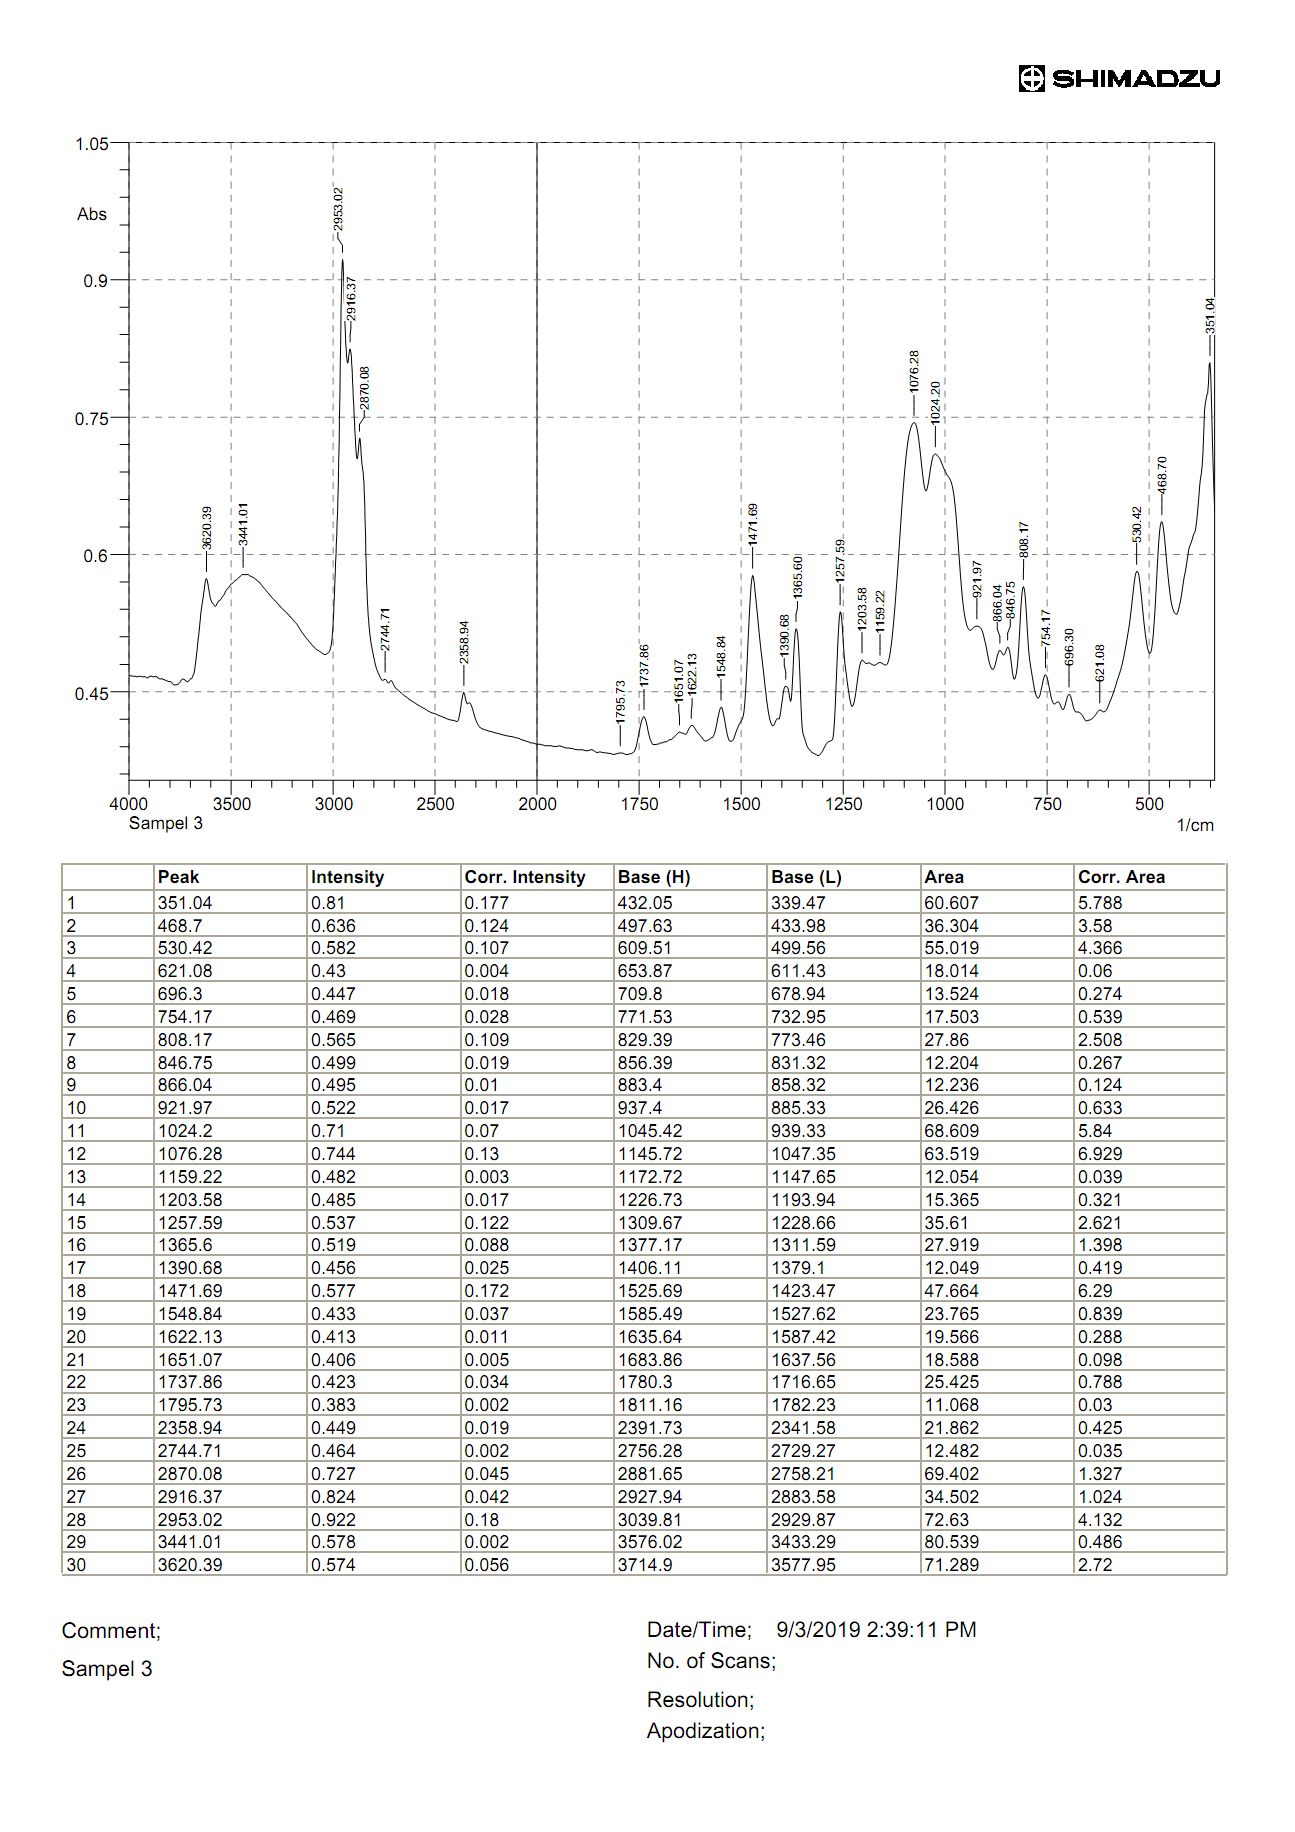 SHIMADZU
1.05
Abs
0.9
0.75
0.6
0.45
3620.39
3441.01
2953.02
2916.37
2870.08
2744.71
2358.94
1795.73
1737.86
1651.07
1622.13
1548.84
1471.69
1390.68
1365.60
1257.59
1203.58
1159.22
1076.28
1024.20
921.97
866.04
846.75
808.17
754.17
696.30
621.08
530.42
468.70
351.04
4000 3500 3000 2500 2000 1750 1500 1250 1000 750 500
Sampel 3
1/cm
Peak Intensity Corr. Intensity Base (H) Base (L) Area Corr. Area
1 351.04 0.81 0.177 432.05 339.47 60.607 5.788
2 468.7 0.636 0.124 497.63 433.98 36.304 3.58
3 530.42 0.582 0.107 609.51 499.56 55.019 4.366
4 621.08 0.43 0.004 653.87 611.43 18.014 0.06
5 696.3 0.447 0.018 709.8 678.94 13.524 0.274
6 754.17 0.469 0.028 771.53 732.95 17.503 0.539
7 808.17 0.565 0.109 829.39 773.46 27.86 2.508
8 846.75 0.499 0.019 856.39 831.32 12.204 0.267
9 866.04 0.495 0.01 883.4 858.32 12.236 0.124
10 921.97 0.522 0.017 937.4 885.33 26.426 0.633
11 1024.2 0.71 0.07 1045.42 939.33 68.609 5.84
12 1076.28 0.744 0.13 1145.72 1047.35 63.519 6.929
13 1159.22 0.482 0.003 1172.72 1147.65 12.054 0.039
14 1203.58 0.485 0.017 1226.73 1193.94 15.365 0.321
15 1257.59 0.537 0.122 1309.67 1228.66 35.61 2.621
16 1365.6 0.519 0.088 1377.17 1311.59 27.919 1.398
17 1390.68 0.456 0.025 1406.11 1379.1 12.049 0.419
18 1471.69 0.577 0.172 1525.69 1423.47 47.664 6.29
19 1548.84 0.433 0.037 1585.49 1527.62 23.765 0.839
20 1622.13 0.413 0.011 1635.64 1587.42 19.566 0.288
21 1651.07 0.406 0.005 1683.86 1637.56 18.588 0.098
22 1737.86 0.423 0.034 1780.3 1716.65 25.425 0.788
23 1795.73 0.383 0.002 1811.16 1782.23 11.068 0.03
24 2358.94 0.449 0.019 2391.73 2341.58 21.862 0.425
25 2744.71 0.464 0.002 2756.28 2729.27 12.482 0.035
26 2870.08 0.727 0.045 2881.65 2758.21 69.402 1.327
27 2916.37 0.824 0.042 2927.94 2883.58 34.502 1.024
28 2953.02 0.922 0.18 3039.81 2929.87 72.63 4.132
29 3441.01 0.578 0.002 3576.02 3433.29 80.539 0.486
30 3620.39 0.574 0.056 3714.9 3577.95 71.289 2.72
Comment;
Sampel 3
Date/Time; 9/3/2019 2:39:11 PM
No. of Scans;
Resolution;
Apodization;